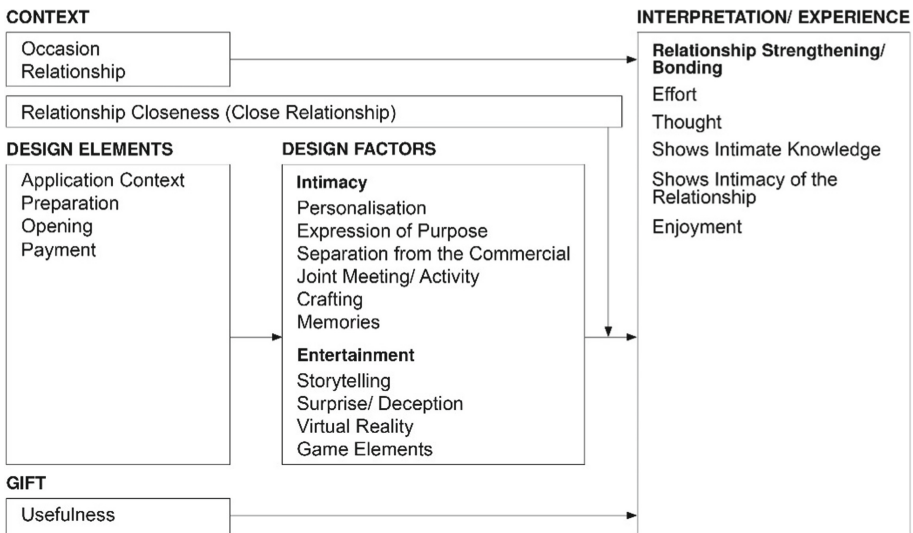 CONTEXT
Occasion
Relationship
Relationship Closeness (Close Relationship)
DESIGN ELEMENTS
Application Context
Preparation
Opening
Payment
DESIGN FACTORS
Intimacy
Personalisation
Expression of Purpose
Separation from the Commercial
Joint Meeting/ Activity
Crafting
Memories
Entertainment
Storytelling
Surprise/ Deception
Virtual Reality
Game Elements
GIFT
Usefulness
INTERPRETATION/ EXPERIENCE
Relationship Strengthening/
Bonding
Effort
Thought
Shows Intimate Knowledge
Shows Intimacy of the
Relationship
Enjoyment